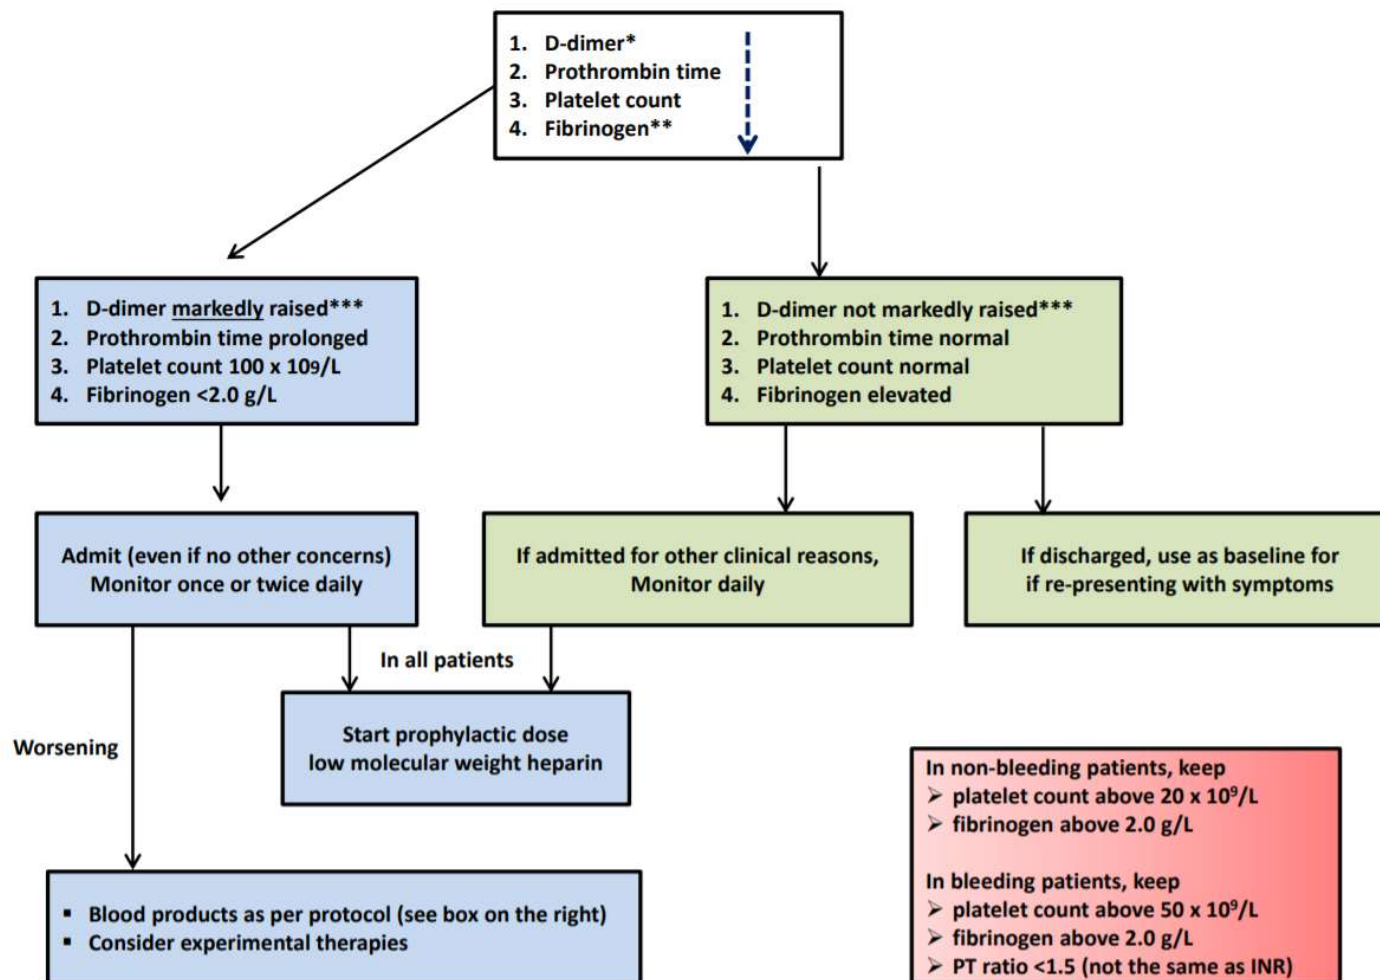 1. D-dimer*
2. Prothrombin time
3. Platelet count
4. Fibrinogen**
1. D-dimer markedly raised***
2. Prothrombin time prolonged
3. Platelet count 100 x 109/L
4. Fibrinogen <2.0 g/L
1. D-dimer not markedly raised***
2. Prothrombin time normal
3. Platelet count normal
4. Fibrinogen elevated
Admit (even if no other concerns)
Monitor once or twice daily
If admitted for other clinical reasons,
Monitor daily
If discharged, use as baseline for
if re-presenting with symptoms
In all patients
Worsening
Start prophylactic dose
low molecular weight heparin
▪ Blood products as per protocol (see box on the right)
▪ Consider experimental therapies
In non-bleeding patients, keep
➢ platelet count above 20 x 10⁹/L
➢ fibrinogen above 2.0 g/L
In bleeding patients, keep
➢ platelet count above 50 x 10⁹/L
➢ fibrinogen above 2.0 g/L
➢ PT ratio <1.5 (not the same as INR)